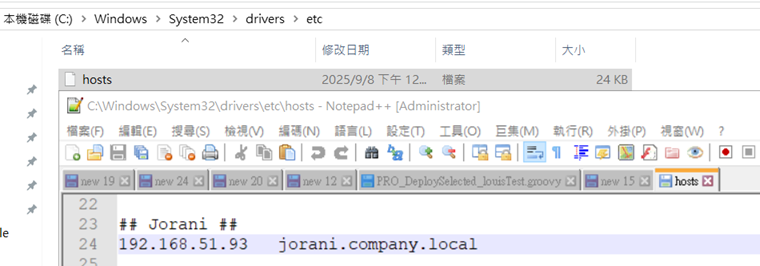 本機磁碟 (C:) > Windows > System32 > drivers > etc
名稱 修改日期 類型 大小
hosts 2025/9/8 下午 12... 檔案 24 KB
C:\Windows\System32\drivers\etc\hosts - Notepad++ [Administrator]
檔案(F) 編輯(E) 搜尋(S) 檢視(V) 編碼(N) 語言(L) 設定(T) 工具(O) 巨集(M) 執行(R) 外掛(P) 視窗(W) ?
new 19 new 24 new 20 new 12 PRO_DeploySelected_louisTest.groovy new 15 hosts
22
23 ## Jorani ##
24 192.168.51.93 jorani.company.local
25